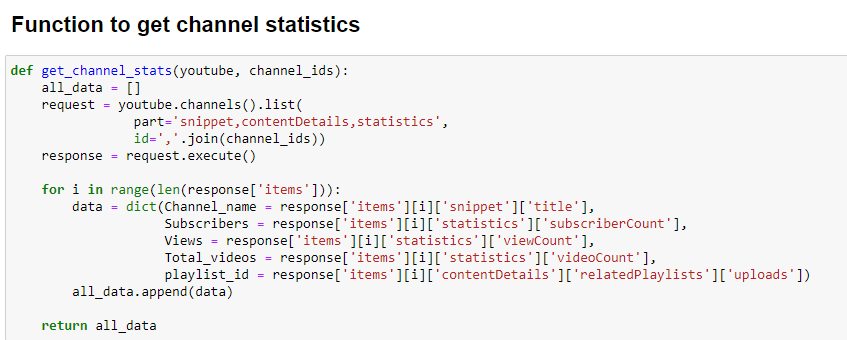 Function to get channel statistics
def get_channel_stats(youtube, channel_ids):
    all_data = []
    request = youtube.channels().list(
                part='snippet,contentDetails,statistics',
                id=','.join(channel_ids))
    response = request.execute()

    for i in range(len(response['items'])):
        data = dict(Channel_name = response['items'][i]['snippet']['title'],
                    Subscribers = response['items'][i]['statistics']['subscriberCount'],
                    Views = response['items'][i]['statistics']['viewCount'],
                    Total_videos = response['items'][i]['statistics']['videoCount'],
                    playlist_id = response['items'][i]['contentDetails']['relatedPlaylists']['uploads'])
        all_data.append(data)

    return all_data